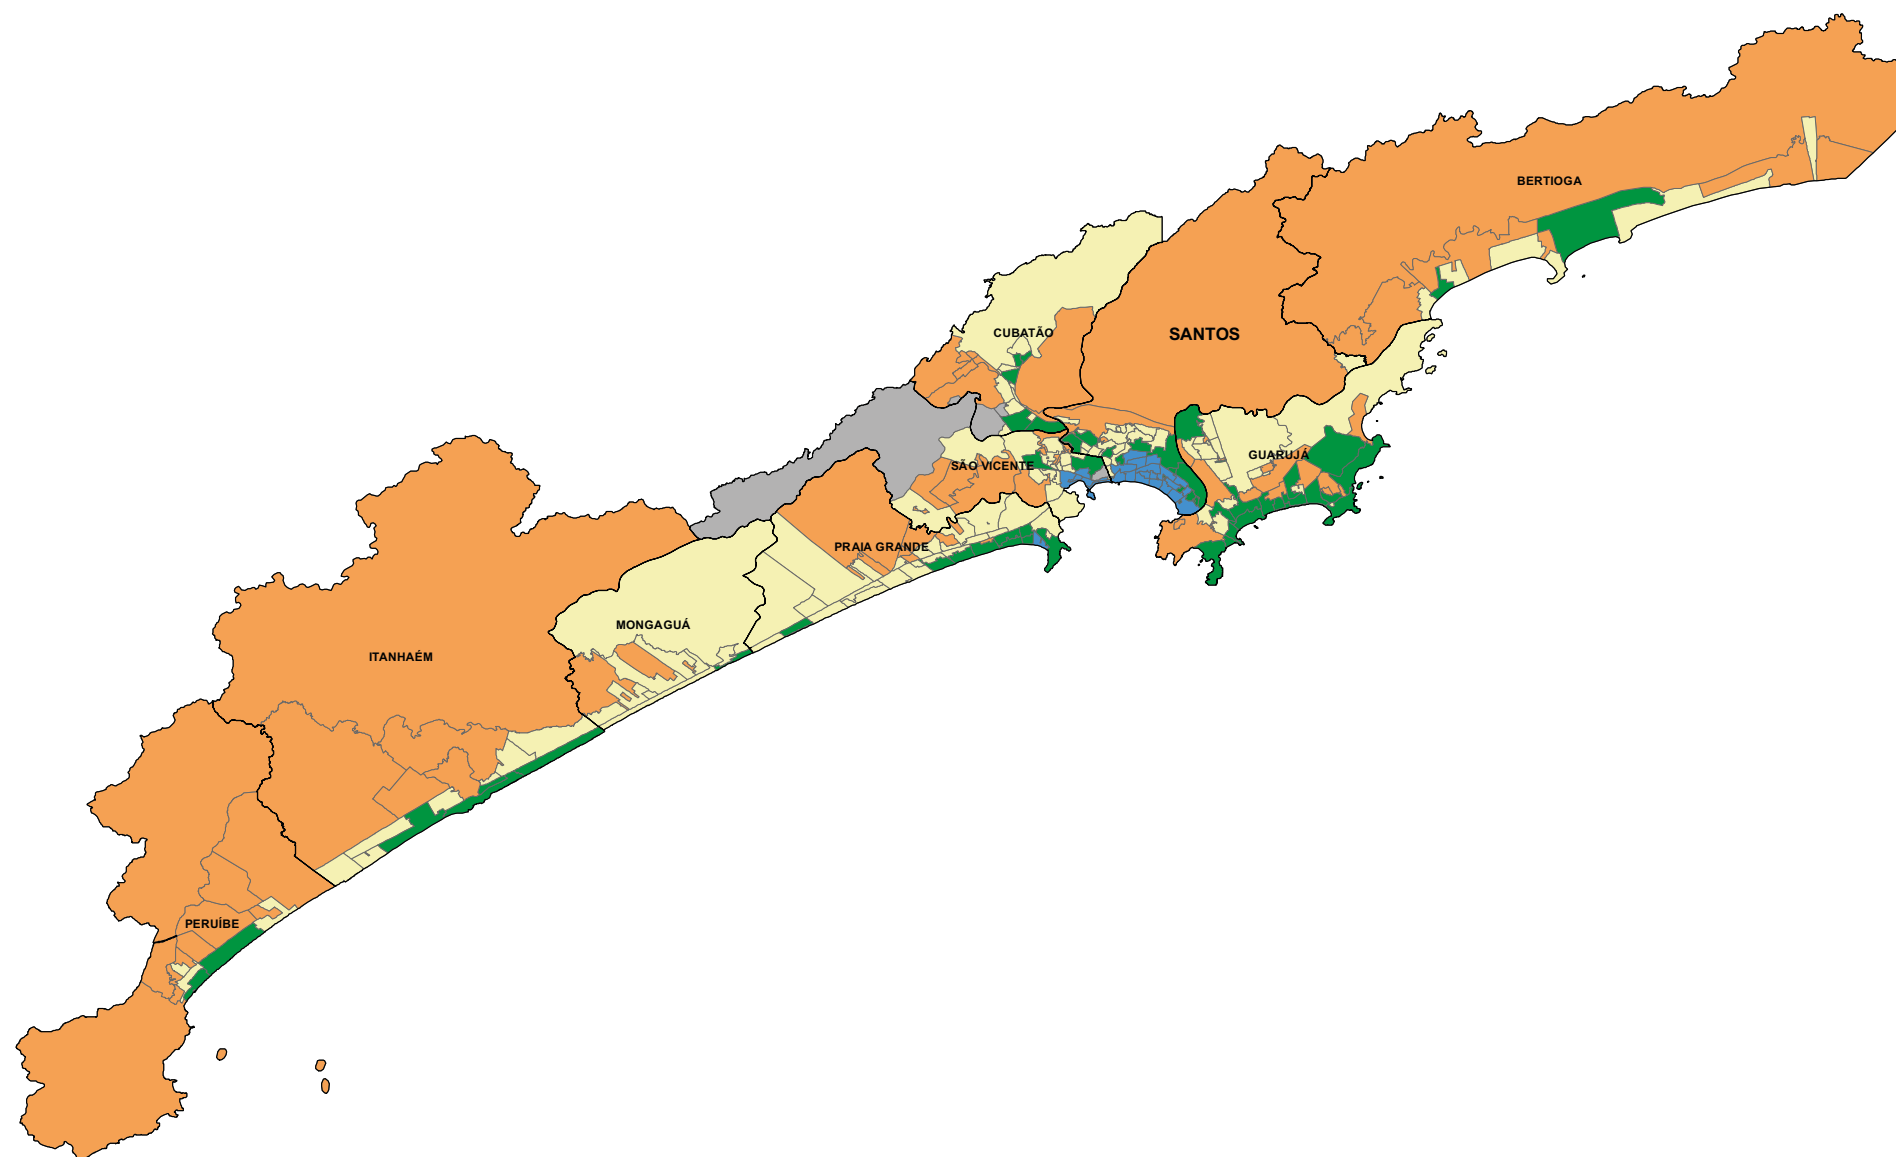 BERTIOGA
CUBATÃO
SANTOS
GUARUJÁ
SÃO VICENTE
PRAIA GRANDE
MONGAGUÁ
ITANHAÉM
PERUÍBE